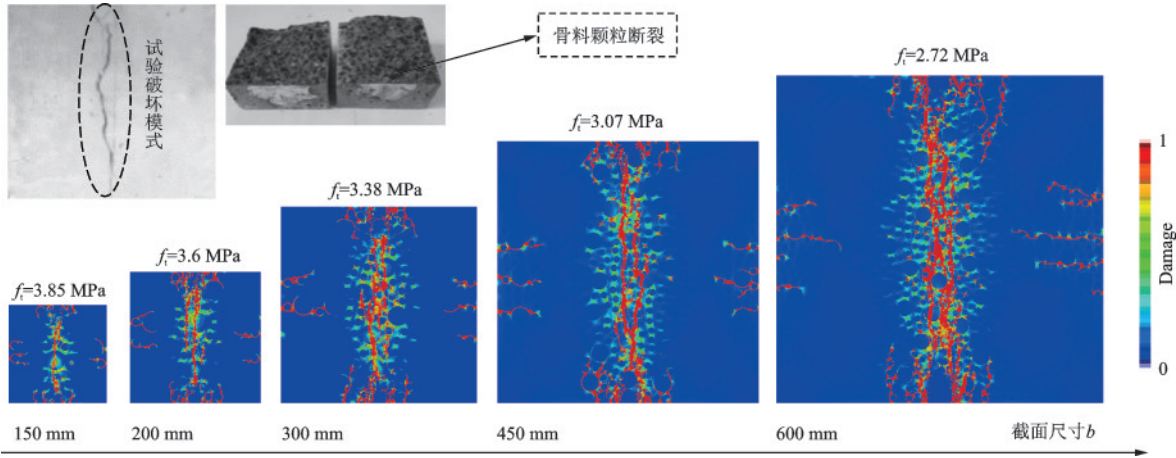 试验破坏模式
骨料颗粒断裂
fₜ=2.72 MPa
fₜ=3.07 MPa
fₜ=3.38 MPa
fₜ=3.6 MPa
fₜ=3.85 MPa
1
Damage
0
150 mm
200 mm
300 mm
450 mm
600 mm
截面尺寸b